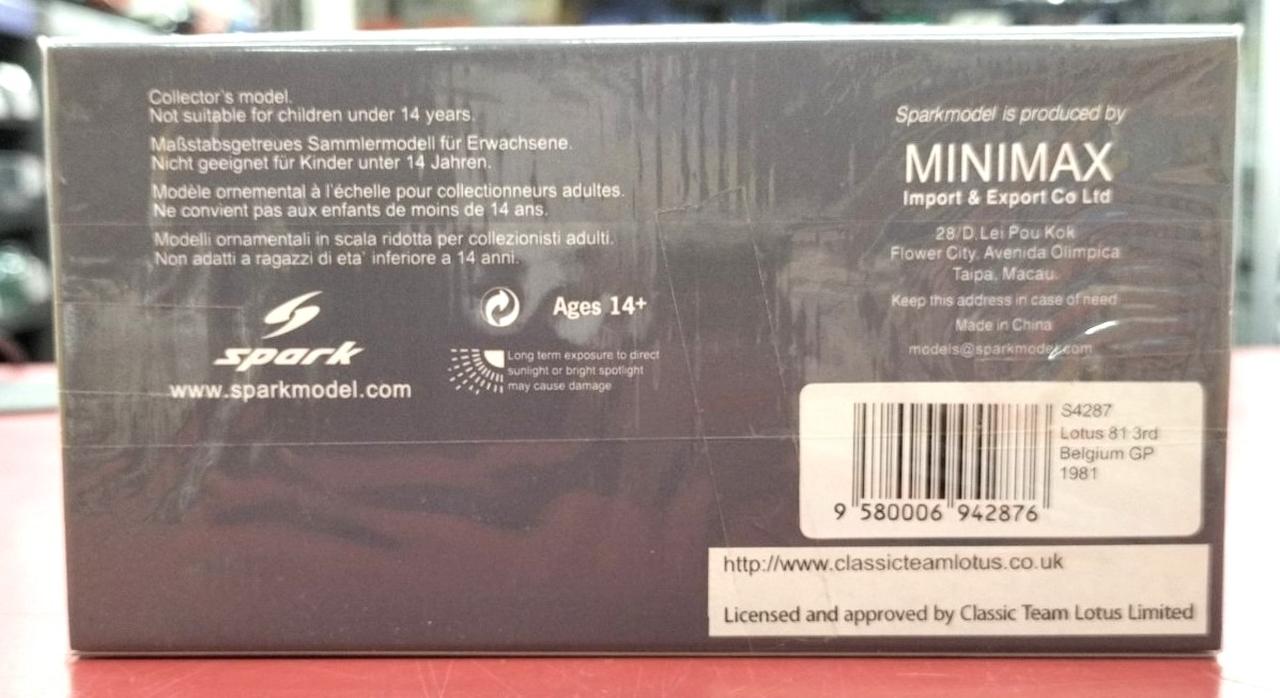 Collector's model.
Not suitable for children under 14 years.
Maßstabsgetreues Sammlermodell für Erwachsene.
Nicht geeignet für Kinder unter 14 Jahren.
Modèle ornemental à l'échelle pour collectionneurs adultes.
Ne convient pas aux enfants de moins de 14 ans.
Modelli ornamentali in scala ridotta per collezionisti adulti.
Non adatti a ragazzi di eta' inferiore a 14 anni.
spark
www.sparkmodel.com
Ages 14+
Long term exposure to direct
sunlight or bright spotlight
may cause damage
Sparkmodel is produced by
MINIMAX
Import & Export Co Ltd
28/D, Lei Pou Kok
Flower City, Avenida Olimpica
Taipa, Macau.
Keep this address in case of need
Made in China
models@sparkmodel.com
S4287
Lotus 81 3rd
Belgium GP
1981
9 580006 942876
http://www.classicteamlotus.co.uk
Licensed and approved by Classic Team Lotus Limited